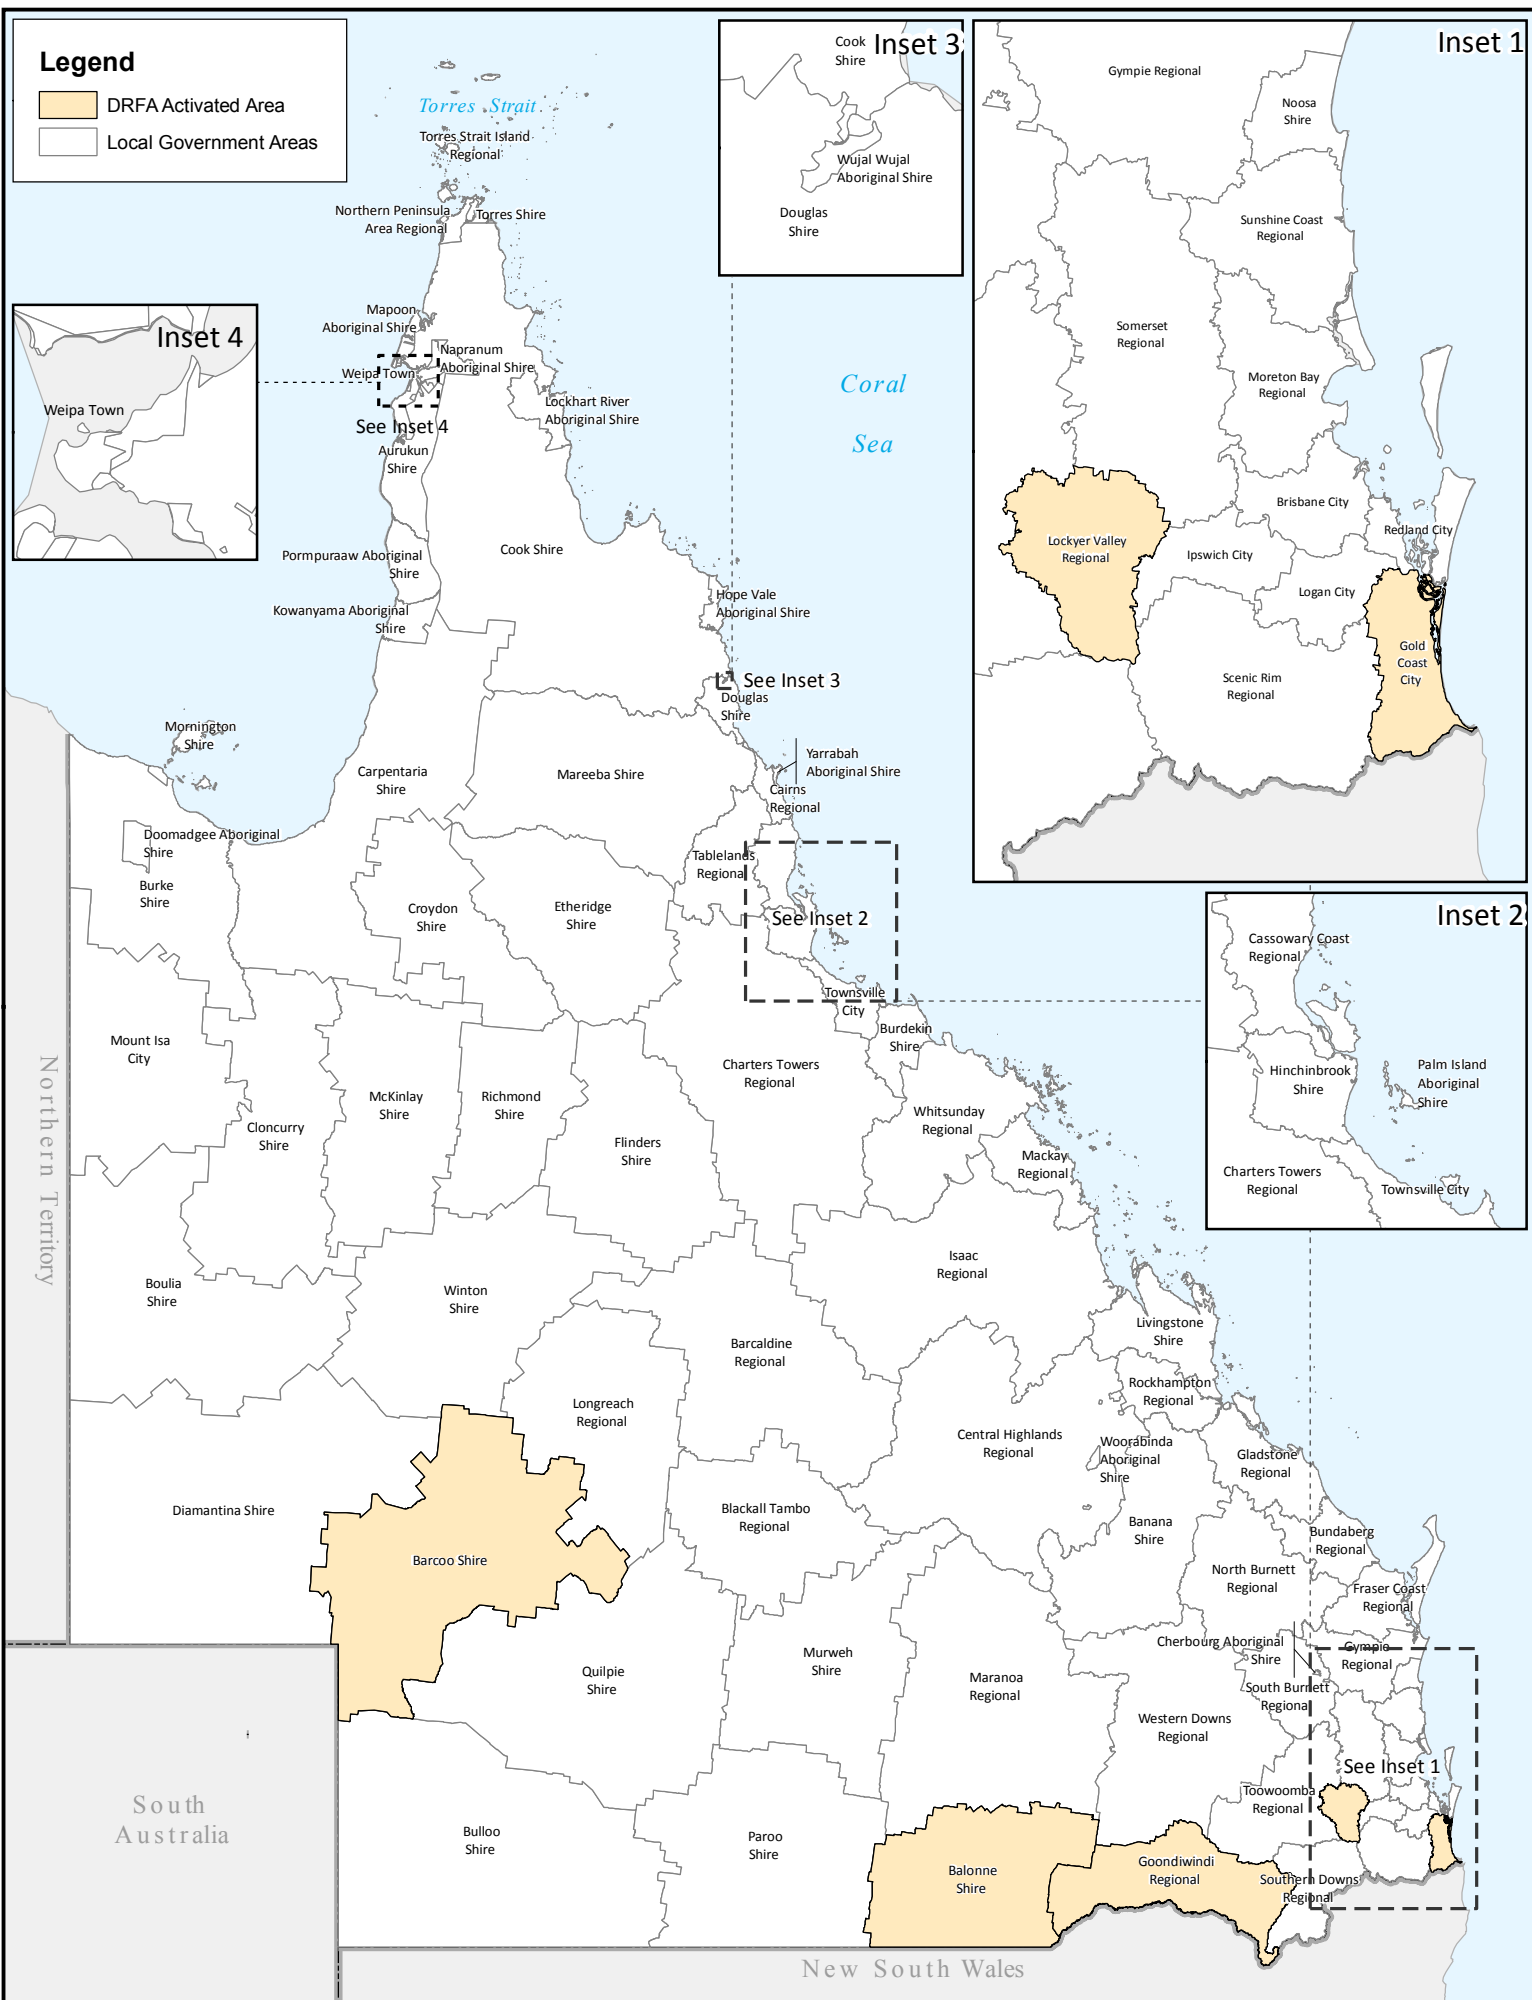 Legend
DRFA Activated Area
Local Government Areas
Torres Strait
Torres Strait Island
Regional
Northern Peninsula
Area Regional
Torres Shire
Mapoon
Aboriginal Shire
Napranum
Aboriginal Shire
Weipa Town
See Inset 4
Lockhart River
Aboriginal Shire
Aurukun
Shire
Coral
Sea
Pormpuraaw Aboriginal
Shire
Cook Shire
Kowanyama Aboriginal
Shire
Hope Vale
Aboriginal Shire
See Inset 3
Douglas
Shire
Mornington
Shire
Carpentaria
Shire
Mareeba Shire
Yarrabah
Aboriginal Shire
Cairns
Regional
Doomadgee Aboriginal
Shire
Burke
Shire
Croydon
Shire
Etheridge
Shire
Tablelands
Regional
See Inset 2
Townsville
City
Burdekin
Shire
Mount Isa
City
Cloncurry
Shire
McKinlay
Shire
Richmond
Shire
Flinders
Shire
Charters Towers
Regional
Whitsunday
Regional
Mackay
Regional
Northern Territory
Boulia
Shire
Winton
Shire
Isaac
Regional
Livingstone
Shire
Barcaldine
Regional
Longreach
Regional
Rockhampton
Regional
Central Highlands
Regional
Woorabinda
Aboriginal
Shire
Gladstone
Regional
Diamantina Shire
Barcoo Shire
Blackall Tambo
Regional
Banana
Shire
Bundaberg
Regional
North Burnett
Regional
Fraser Coast
Regional
Cherbourg Aboriginal
Shire
Gympie
Regional
South Burnett
Regional
Quilpie
Shire
Murweh
Shire
Maranoa
Regional
Western Downs
Regional
See Inset 1
Toowoomba
Regional
South
Australia
Bulloo
Shire
Paroo
Shire
Balonne
Shire
Goondiwindi
Regional
Southern Downs
Regional
New South Wales
Inset 4
Weipa Town
Inset 3
Cook
Shire
Wujal Wujal
Aboriginal Shire
Douglas
Shire
Inset 1
Gympie Regional
Noosa
Shire
Sunshine Coast
Regional
Somerset
Regional
Moreton Bay
Regional
Brisbane City
Redland City
Lockyer Valley
Regional
Ipswich City
Logan City
Gold
Coast
City
Scenic Rim
Regional
Inset 2
Cassowary Coast
Regional
Hinchinbrook
Shire
Palm Island
Aboriginal
Shire
Charters Towers
Regional
Townsville City